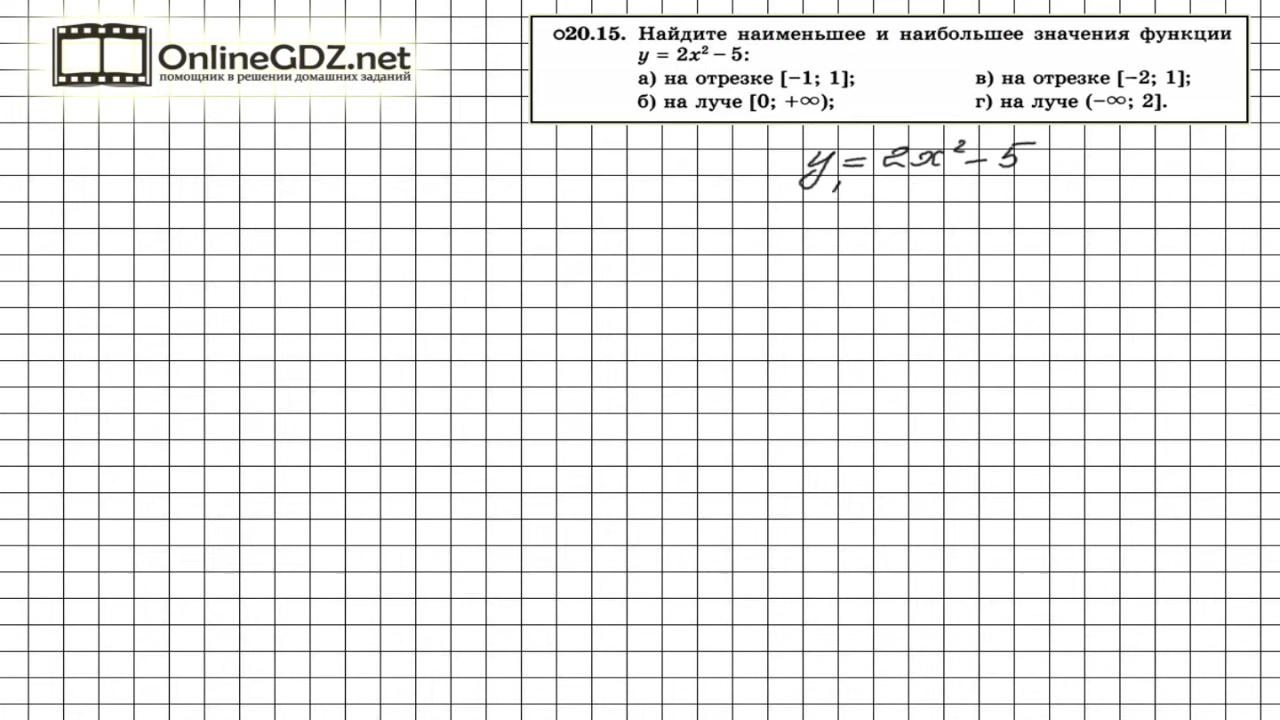 OnlineGDZ.net
помощник в решении домашних заданий
○20.15. Найдите наименьшее и наибольшее значения функции
y = 2x² – 5:
а) на отрезке [–1; 1];
в) на отрезке [–2; 1];
б) на луче [0; +∞);
г) на луче (–∞; 2].
y₁ = 2x² – 5